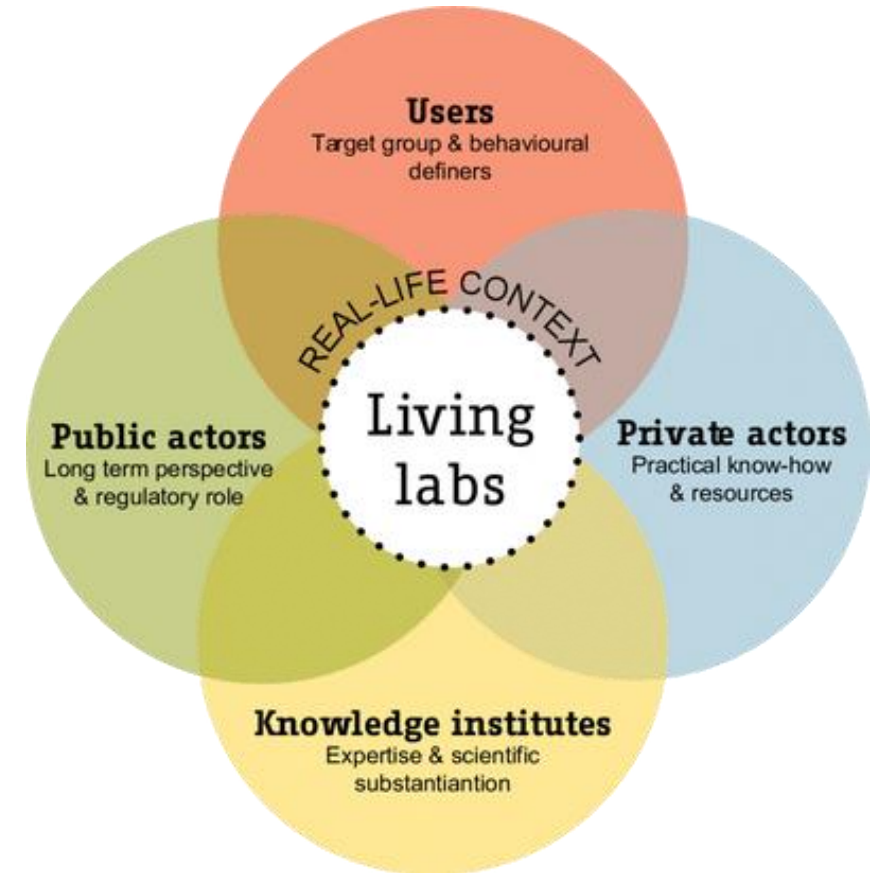 Users
Target group & behavioural
definers
REAL-LIFE CONTEXT
Living
labs
Public actors
Long term perspective
& regulatory role
Private actors
Practical know-how
& resources
Knowledge institutes
Expertise & scientific
substantiantion